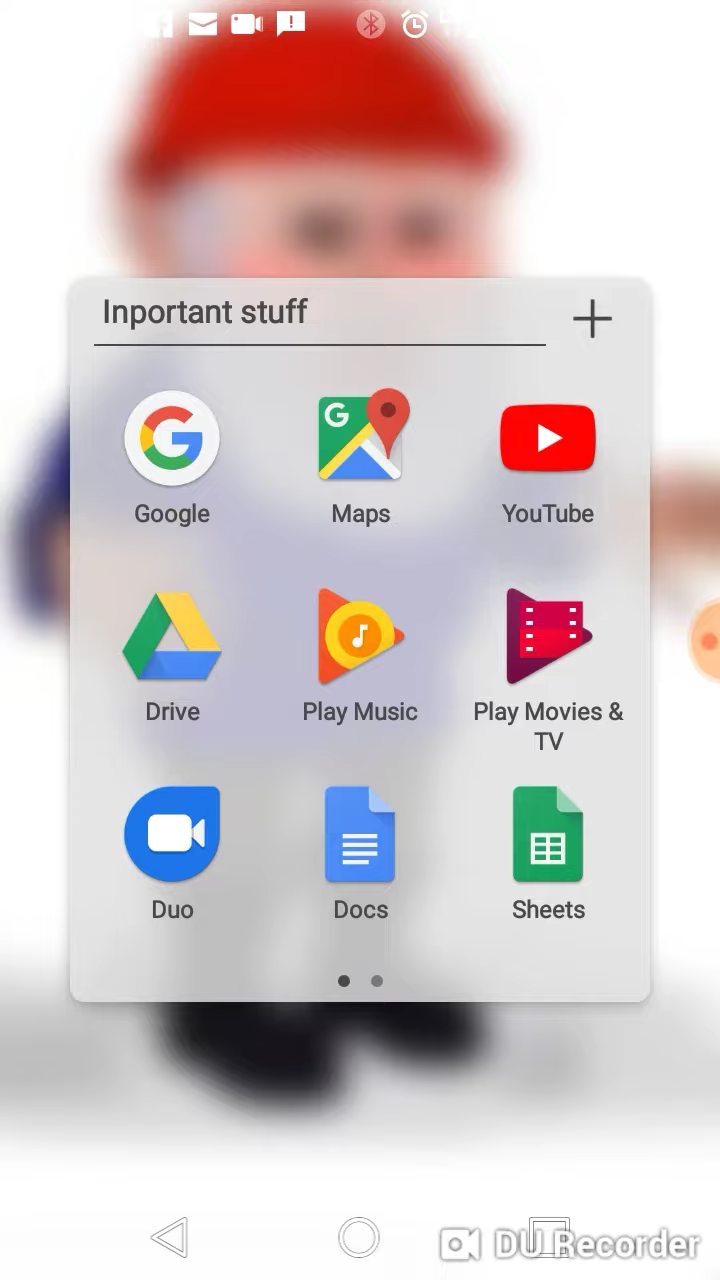 Inportant stuff
G
Google
Maps
YouTube
Drive
Play Music
Play Movies &
TV
Duo
Docs
Sheets
DU Recorder